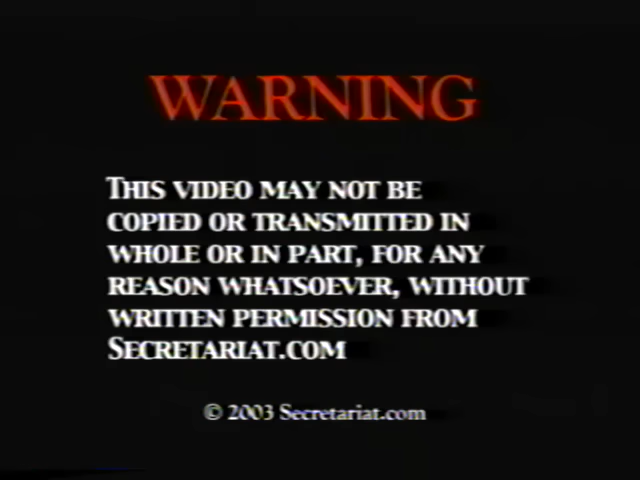 WARNING
THIS VIDEO MAY NOT BE
COPIED OR TRANSMITTED IN
WHOLE OR IN PART, FOR ANY
REASON WHATSOEVER, WITHOUT
WRITTEN PERMISSION FROM
SECRETARIAT.COM
© 2003 Secretariat.com